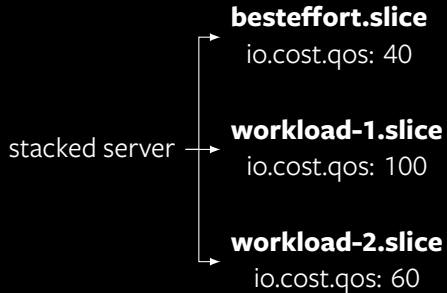 besteffort.slice
io.cost.qos: 40
stacked server
workload-1.slice
io.cost.qos: 100
workload-2.slice
io.cost.qos: 60